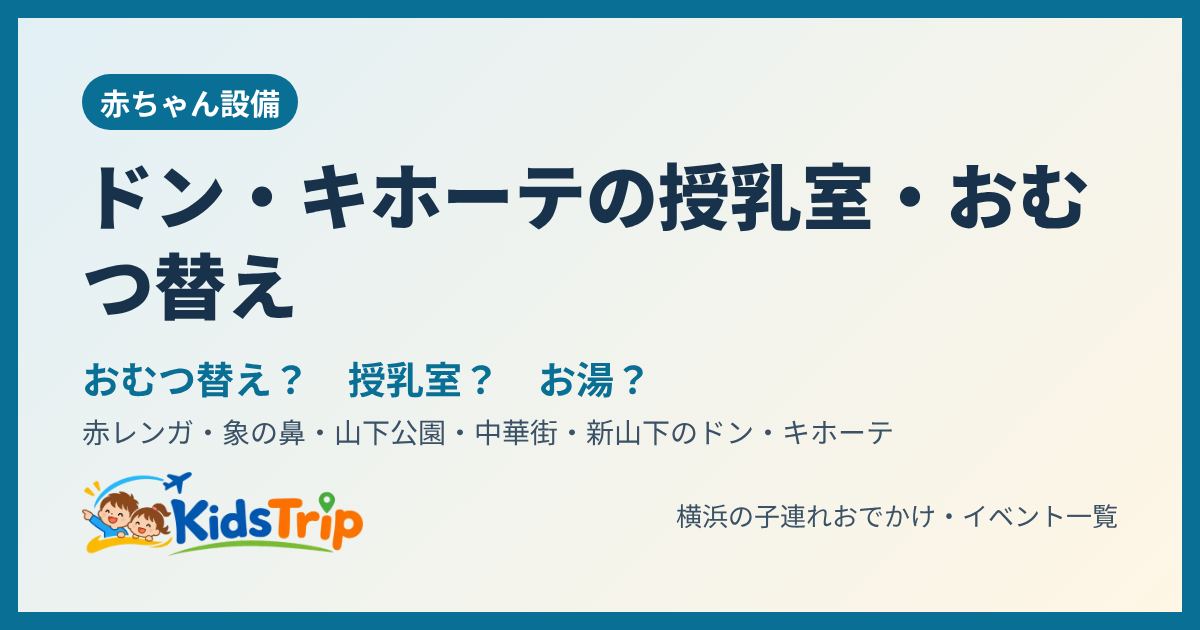 赤ちゃん設備
ドン・キホーテの授乳室・おむ
つ替え
おむつ替え？　授乳室？　お湯？
赤レンガ・象の鼻・山下公園・中華街・新山下のドン・キホーテ
KidsTrip
横浜の子連れおでかけ・イベント一覧